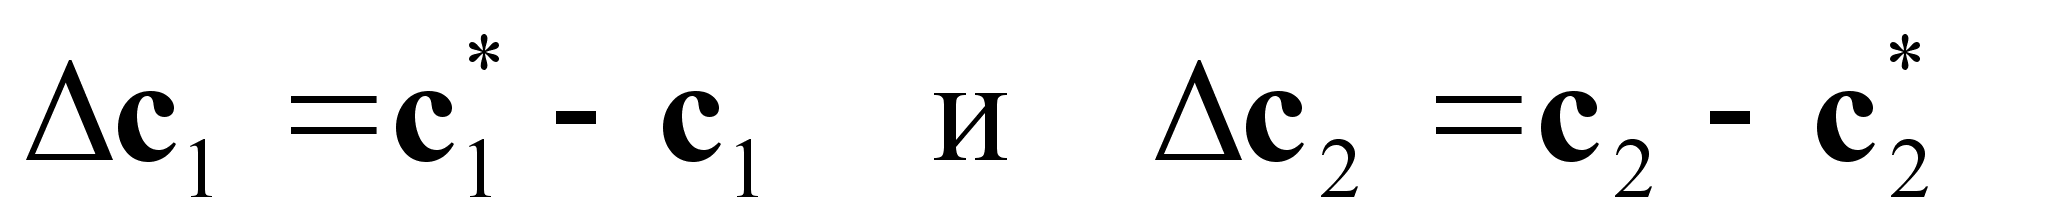 Δc₁ = c₁* - c₁ и Δc₂ = c₂ - c₂*